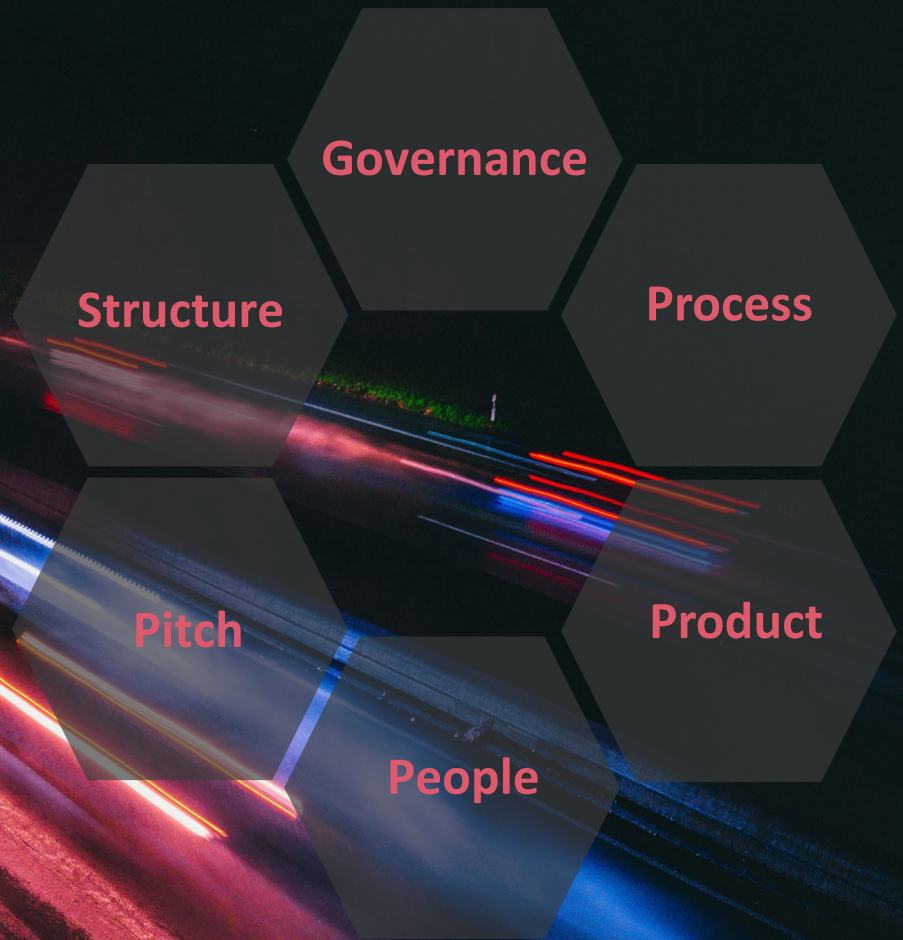 Governance
Structure
Process
Pitch
Product
People